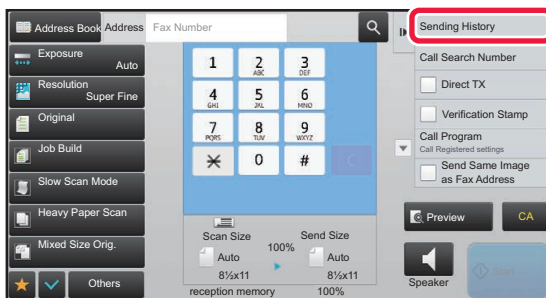 Address Book
Address
Fax Number
Exposure
Auto
Resolution
Super Fine
Original
Job Build
Slow Scan Mode
Heavy Paper Scan
Mixed Size Orig.
Others
1
2
ABC
3
DEF
4
GHI
5
JKL
6
MNO
7
PQRS
8
TUV
9
WXYZ
0
#
C
Scan Size
Auto
8½x11
100%
Send Size
Auto
8½x11
reception memory
100%
Sending History
Call Search Number
Direct TX
Verification Stamp
Call Program
Call Registered settings
Send Same Image
as Fax Address
Preview
CA
Speaker
Start